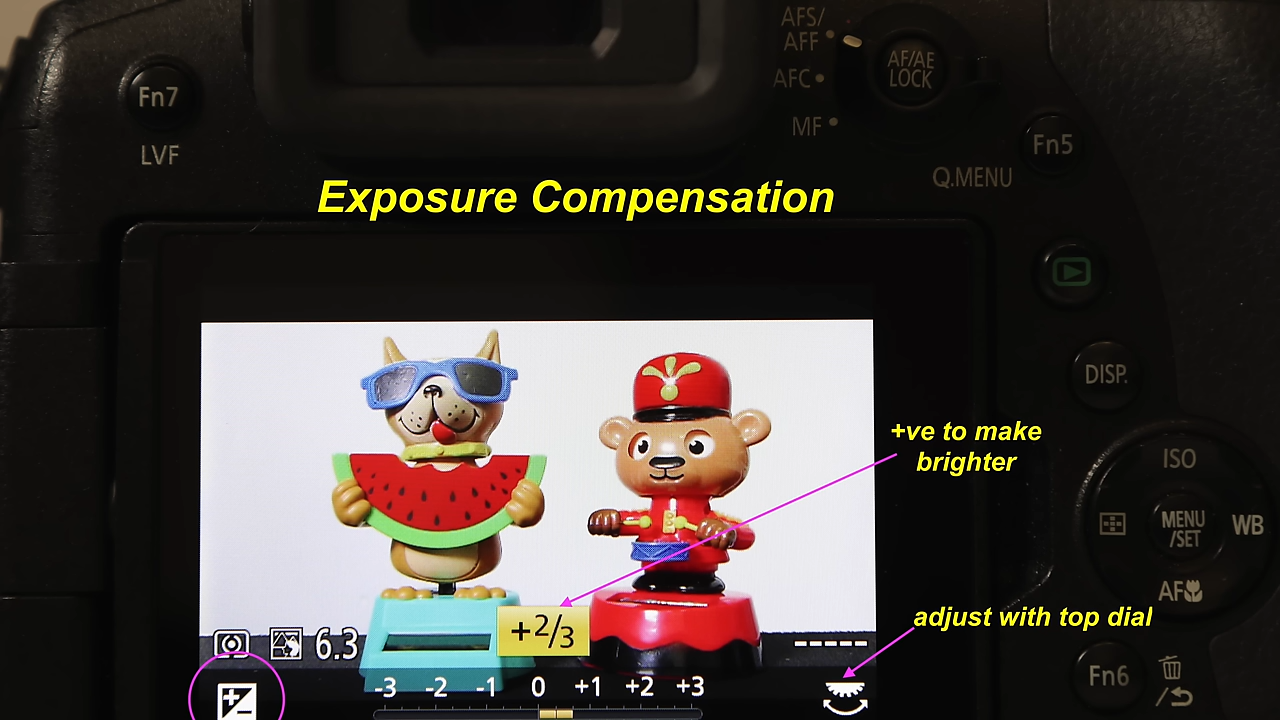 AFS/
AFF
AF/AE
LOCK
AFC
Fn7
MF
Fn5
LVF
Q.MENU
Exposure Compensation
DISP.
+ve to make
brighter
ISO
MENU
/SET
WB
AF
adjust with top dial
6.3
+2/3
Fn6
-3 -2 -1 0 +1 +2 +3